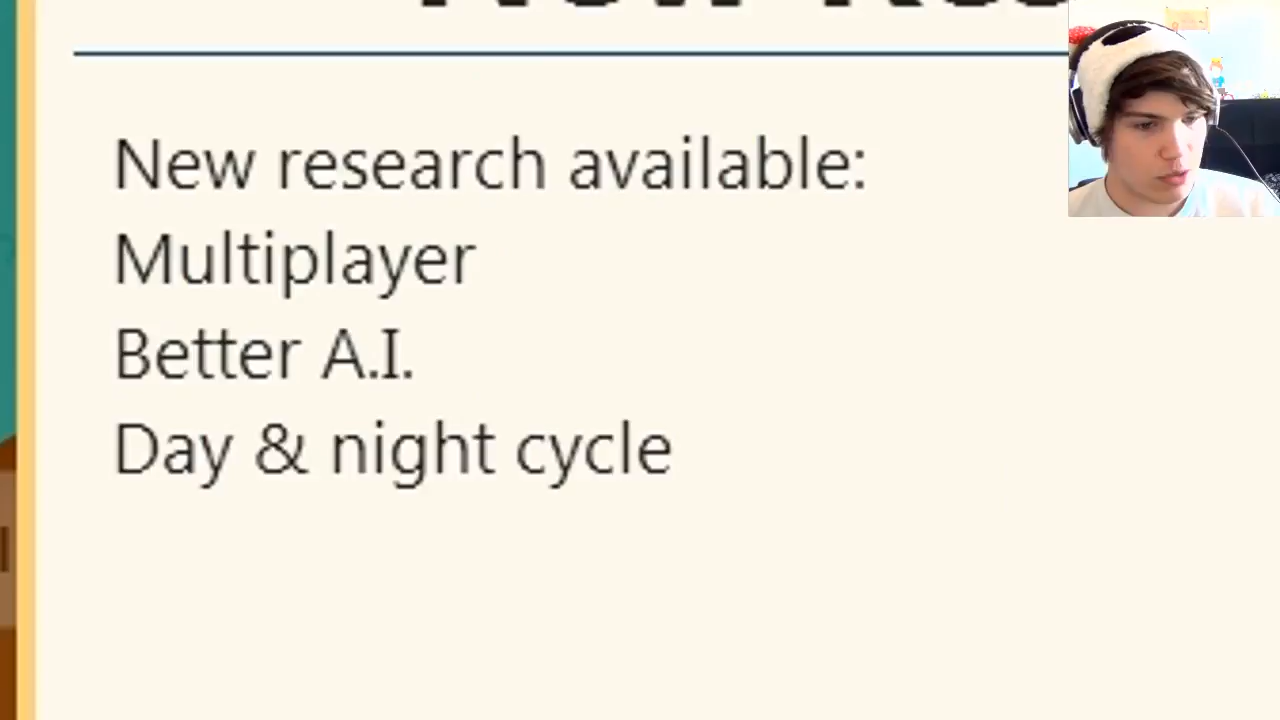 New research available:
Multiplayer
Better A.I.
Day & night cycle